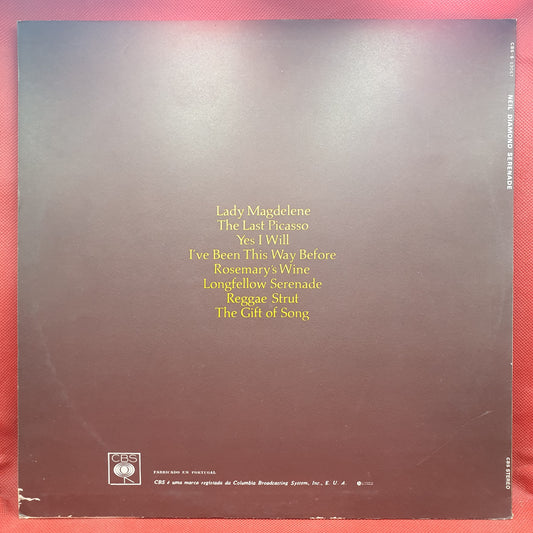 NEIL DIAMOND SERENADE
Lady Magdelene
The Last Picasso
Yes I Will
I've Been This Way Before
Rosemary's Wine
Longfellow Serenade
Reggae Strut
The Gift of Song
CBS
FABRICADO EM PORTUGAL
CBS é uma marca registada da Columbia Broadcasting System, Inc., E. U. A.
CBS STEREO